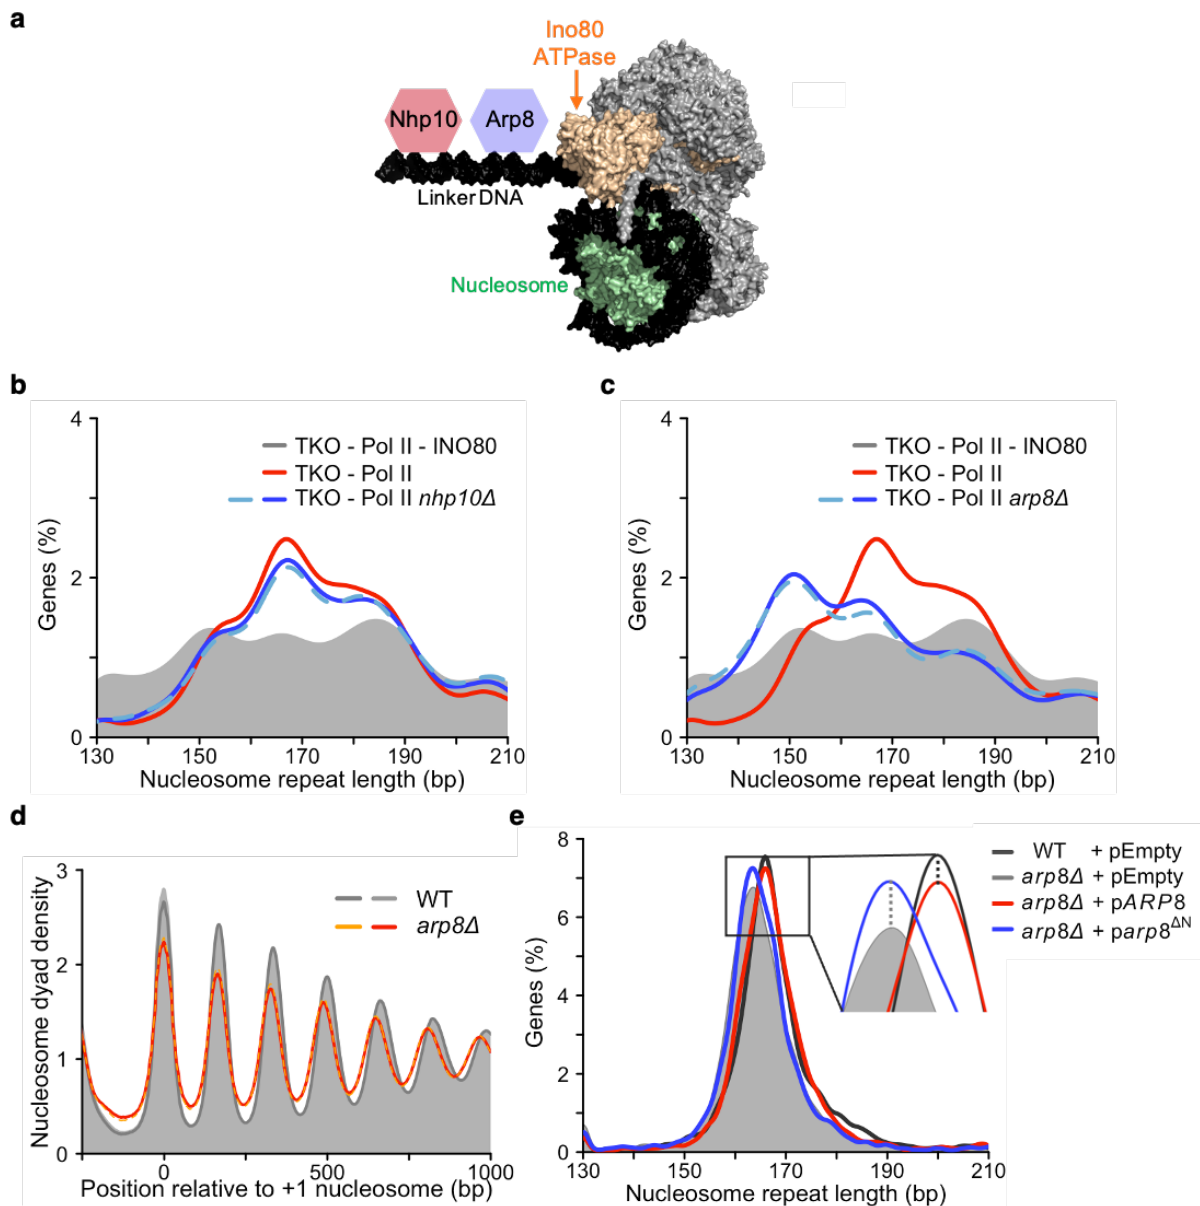 a
Ino80
ATPase
Nhp10
Arp8
Linker DNA
Nucleosome
b
4
2
0
Genes (%)
TKO - Pol II - INO80
TKO - Pol II
TKO - Pol II nhp10Δ
130 150 170 190 210
Nucleosome repeat length (bp)
c
4
2
0
Genes (%)
TKO - Pol II - INO80
TKO - Pol II
TKO - Pol II arp8Δ
130 150 170 190 210
Nucleosome repeat length (bp)
d
3
2
1
0
Nucleosome dyad density
WT
arp8Δ
0 500 1000
Position relative to +1 nucleosome (bp)
e
8
6
4
2
0
Genes (%)
WT + pEmpty
arp8Δ + pEmpty
arp8Δ + pARP8
arp8Δ + parp8ΔN
130 150 170 190 210
Nucleosome repeat length (bp)